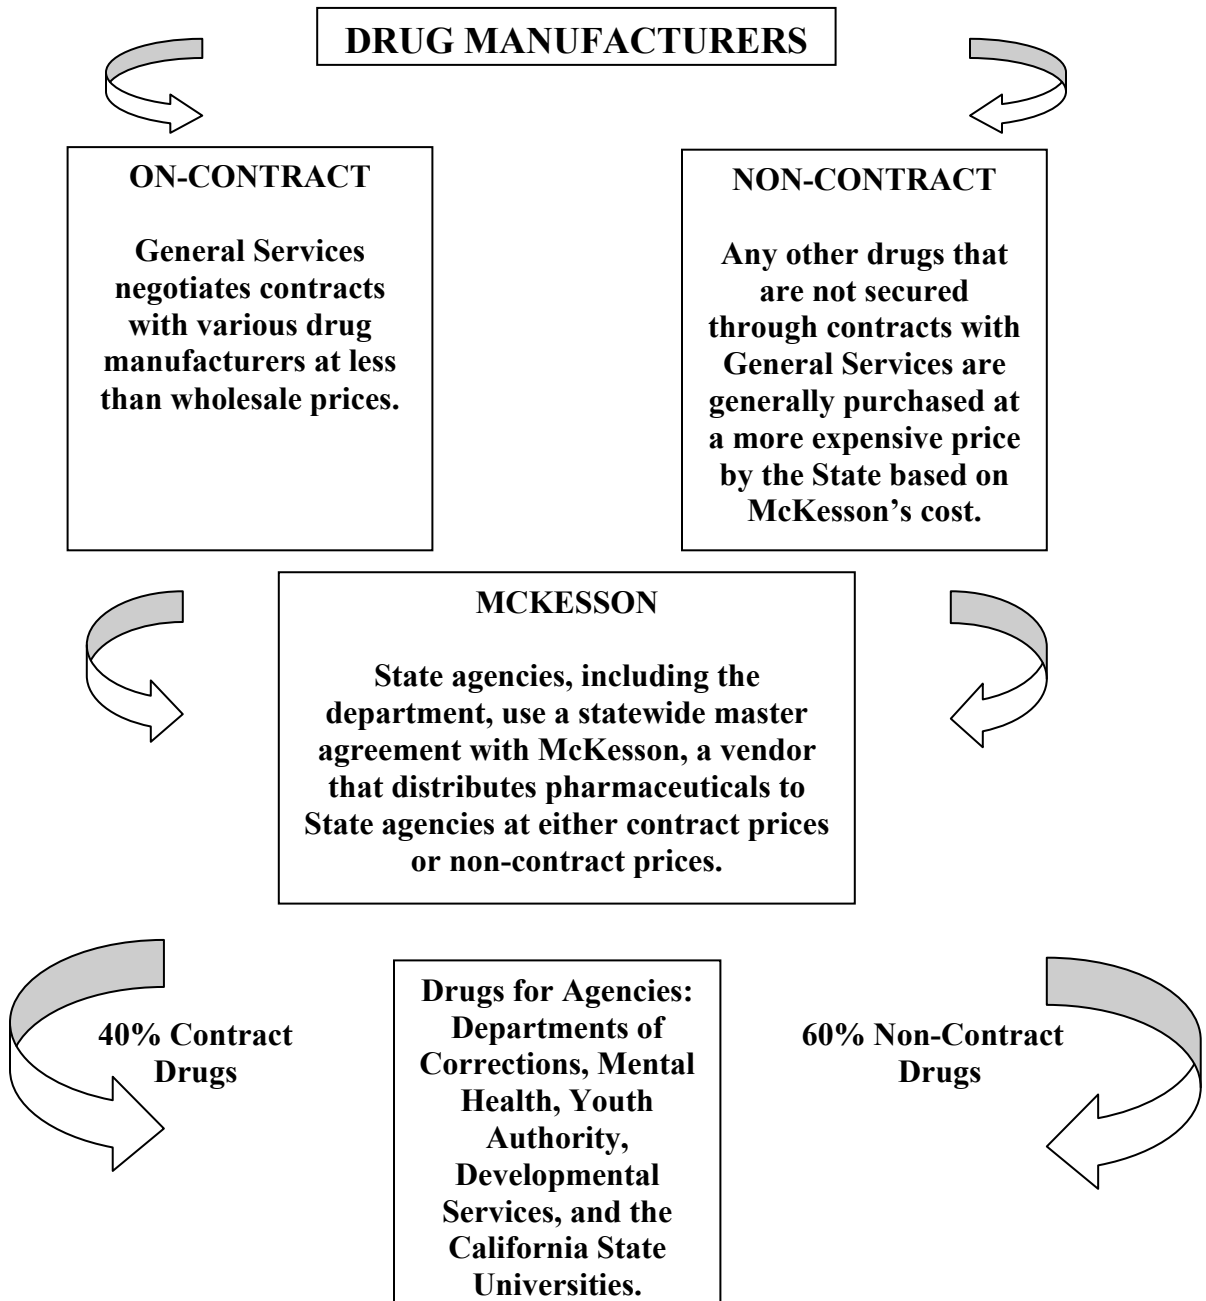 DRUG MANUFACTURERS
ON-CONTRACT
General Services
negotiates contracts
with various drug
manufacturers at less
than wholesale prices.
NON-CONTRACT
Any other drugs that
are not secured
through contracts with
General Services are
generally purchased at
a more expensive price
by the State based on
McKesson’s cost.
MCKESSON
State agencies, including the
department, use a statewide master
agreement with McKesson, a vendor
that distributes pharmaceuticals to
State agencies at either contract prices
or non-contract prices.
40% Contract
Drugs
Drugs for Agencies:
Departments of
Corrections, Mental
Health, Youth
Authority,
Developmental
Services, and the
California State
Universities.
60% Non-Contract
Drugs